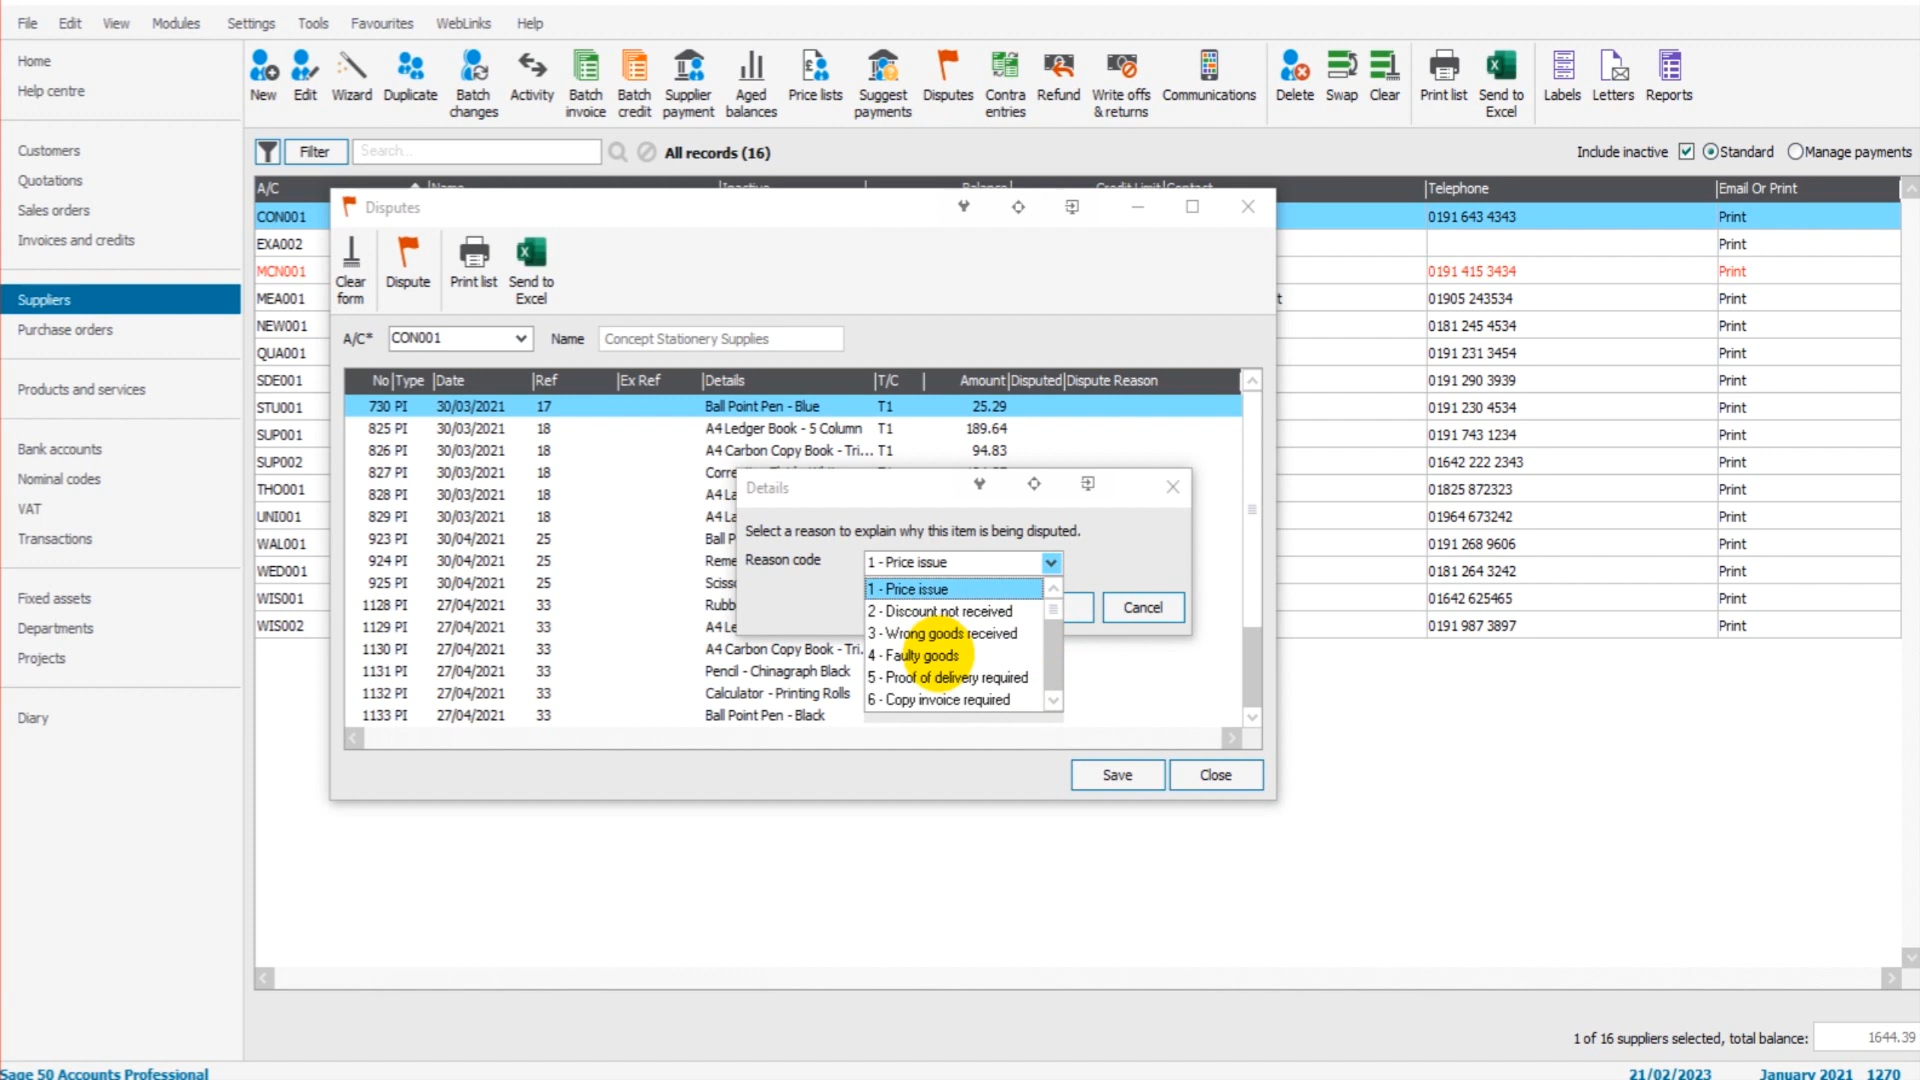 File Edit View Modules Settings Tools Favourites WebLinks Help
Home
Help centre
Customers
Quotations
Sales orders
Invoices and credits
Suppliers
Purchase orders
Products and services
Bank accounts
Nominal codes
VAT
Transactions
Fixed assets
Departments
Projects
Diary
New Edit Wizard Duplicate Batch changes Activity Batch invoice Batch credit Supplier payment Aged balances Price lists Suggest payments Disputes Contra entries Refund Write offs & returns Communications Delete Swap Clear Print list Send to Excel Labels Letters Reports
Filter Search... All records (16) Include inactive Standard Manage payments
A/C Name Inactive Balance Credit Limit Contact Telephone Email Or Print
CON001 0191 643 4343 Print
EXA002 Print
MCN001 0191 415 3434 Print
MEA001 t 01905 243534 Print
NEW001 0181 245 4534 Print
QUA001 0191 231 3454 Print
SDE001 0191 290 3939 Print
STU001 0191 230 4534 Print
SUP001 0191 743 1234 Print
SUP002 01642 222 2343 Print
THO001 01825 872323 Print
UNI001 01964 673242 Print
WAL001 0191 268 9606 Print
WED001 0181 264 3242 Print
WIS001 01642 625465 Print
WIS002 0191 987 3897 Print
Disputes
Clear form Dispute Print list Send to Excel
A/C* CON001 Name Concept Stationery Supplies
No Type Date Ref Ex Ref Details T/C Amount Disputed Dispute Reason
730 PI 30/03/2021 17 Ball Point Pen - Blue T1 25.29
825 PI 30/03/2021 18 A4 Ledger Book - 5 Column T1 189.64
826 PI 30/03/2021 18 A4 Carbon Copy Book - Tri... T1 94.83
827 PI 30/03/2021 18 Corre
828 PI 30/03/2021 18 A4 La
829 PI 30/03/2021 18 A4 La
923 PI 30/04/2021 25 Ball P
924 PI 30/04/2021 25 Reme
925 PI 30/04/2021 25 Scisso
1128 PI 27/04/2021 33 Rubb
1129 PI 27/04/2021 33 A4 Le
1130 PI 27/04/2021 33 A4 Carbon Copy Book - Tri.
1131 PI 27/04/2021 33 Pencil - Chinagraph Black
1132 PI 27/04/2021 33 Calculator - Printing Rolls
1133 PI 27/04/2021 33 Ball Point Pen - Black
Details
Select a reason to explain why this item is being disputed.
Reason code 1 - Price issue
1 - Price issue
2 - Discount not received
3 - Wrong goods received
4 - Faulty goods
5 - Proof of delivery required
6 - Copy invoice required
Cancel
Save Close
1 of 16 suppliers selected, total balance: 1644.39
Sage 50 Accounts Professional 21/02/2023 January 2021 1270